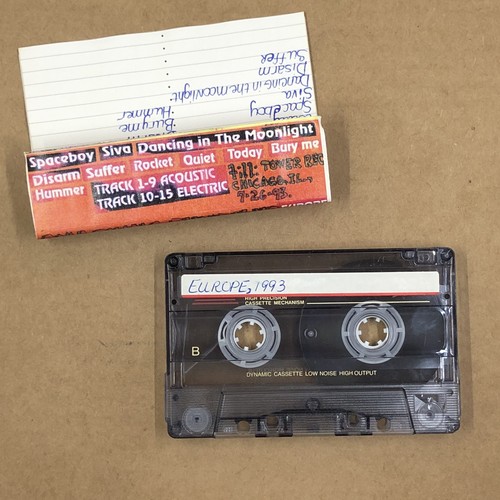 Suffer
Disarm
Dancing in the moonlight
Siva
Spaceboy
Hummer
Bury me
Spaceboy Siva Dancing in The Moonlight
Disarm Suffer Rocket Quiet Today Bury me
Hummer TRACK 1-9 ACOUSTIC
TRACK 10-15 ELECTRIC
CHICAGO, IL.,
7-26-93.
EUROPE, 1993
HIGH PRECISION
CASSETTE MECHANISM
B
DYNAMIC CASSETTE LOW NOISE HIGH OUTPUT